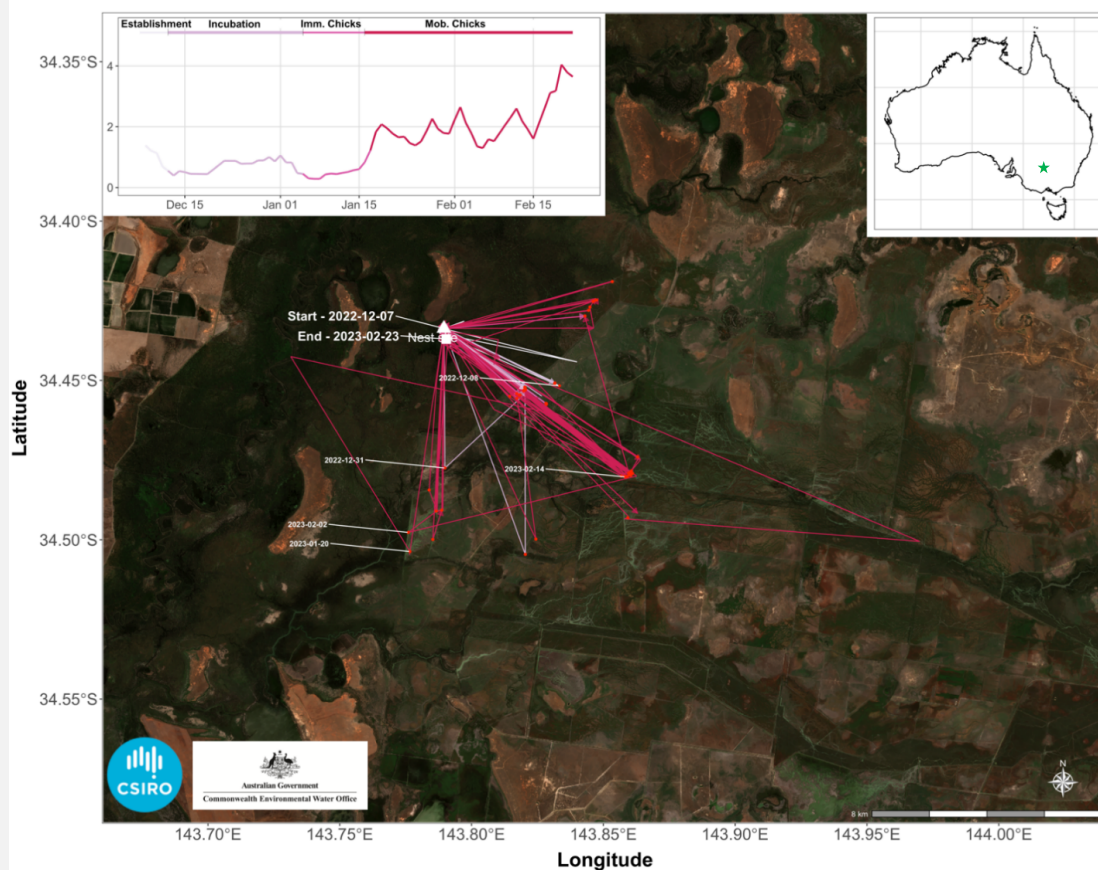 Establishment Incubation Imm. Chicks Mob. Chicks
4
2
0
Dec 15 Jan 01 Jan 15 Feb 01 Feb 15
34.35°S
34.40°S
34.45°S
34.50°S
34.55°S
Latitude
Start - 2022-12-07
End - 2023-02-23 Nest site
2022-12-08
2022-12-31
2023-02-14
2023-02-02
2023-01-20
CSIRO
Australian Government
Commonwealth Environmental Water Office
N
8 km
143.70°E 143.75°E 143.80°E 143.85°E 143.90°E 143.95°E 144.00°E
Longitude